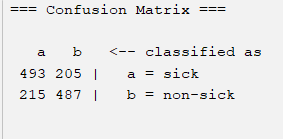 === Confusion Matrix ===
a b <-- classified as
493 205 | a = sick
215 487 | b = non-sick